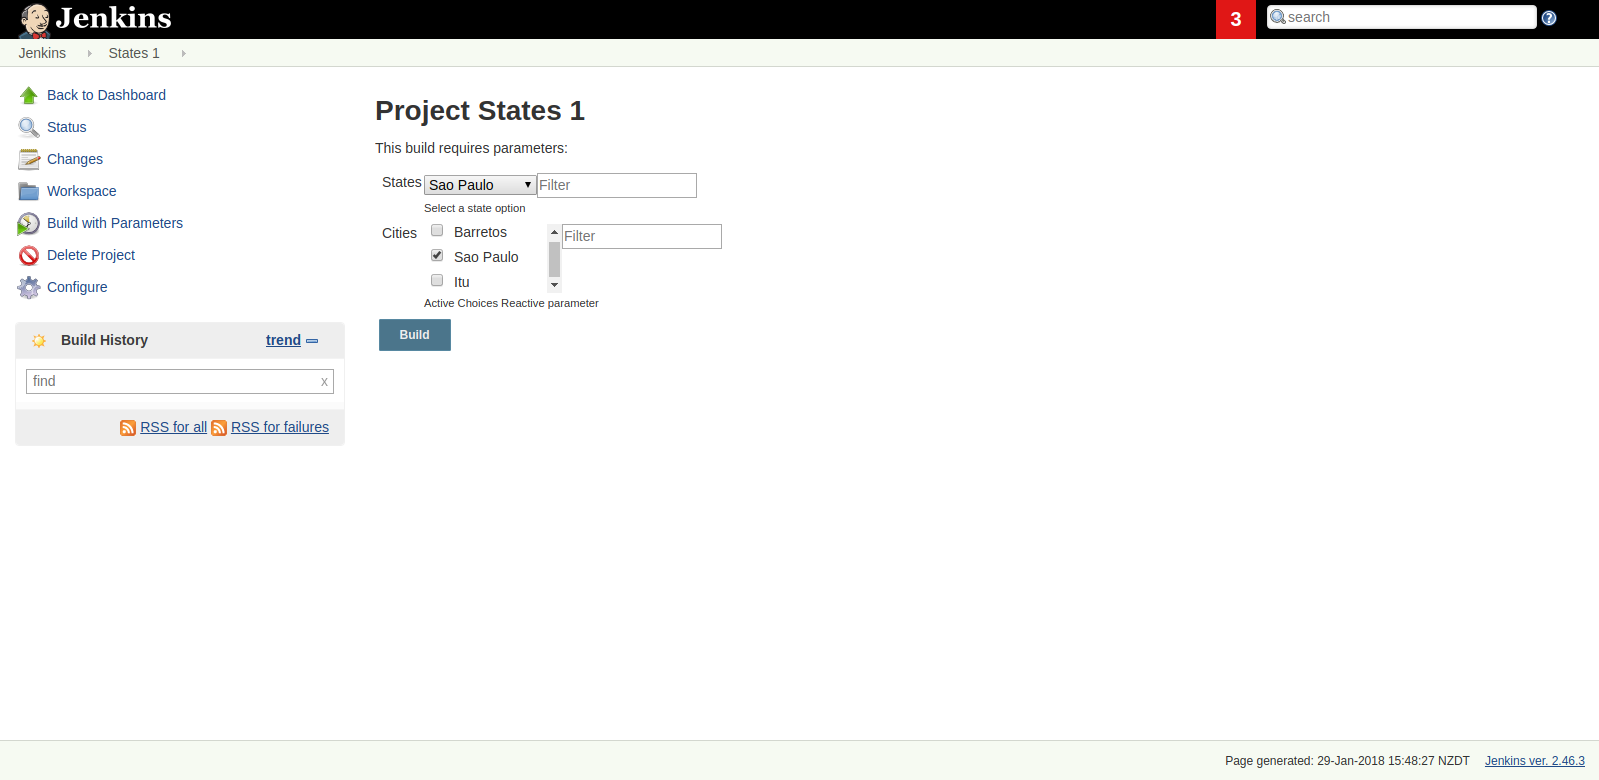 Jenkins
3
search
Jenkins
States 1
Back to Dashboard
Status
Changes
Workspace
Build with Parameters
Delete Project
Configure
Build History
trend
find
x
RSS for all
RSS for failures
Project States 1
This build requires parameters:
States
Sao Paulo
Filter
Select a state option
Cities
Barretos
Sao Paulo
Itu
Filter
Active Choices Reactive parameter
Build
Page generated: 29-Jan-2018 15:48:27 NZDT
Jenkins ver. 2.46.3